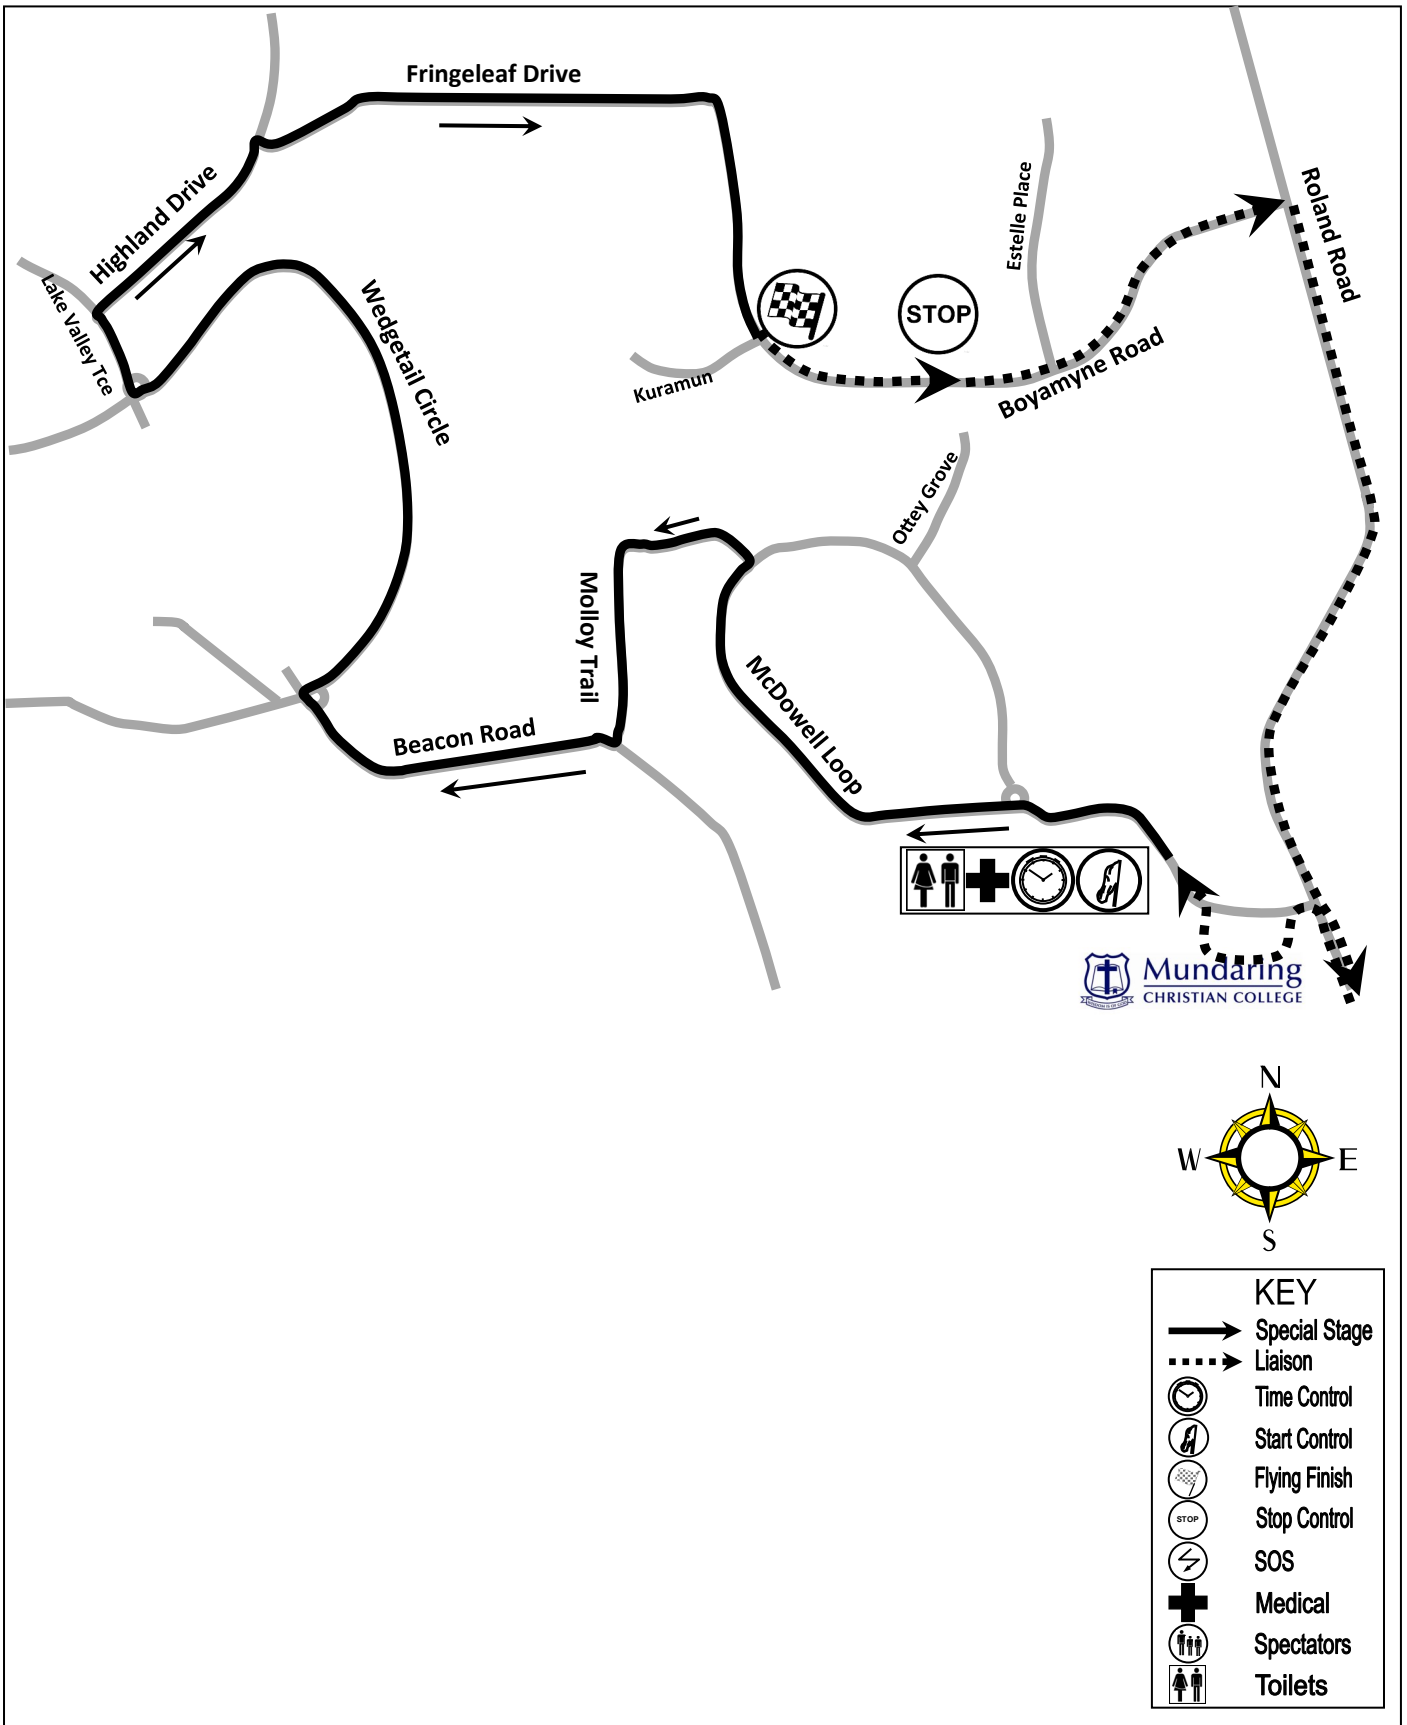 Fringeleaf Drive
Highland Drive
Lake Valley Tce
Wedgetail Circle
Estelle Place
Roland Road
STOP
Kuramun
Boyamyne Road
Ottey Grove
Molloy Trail
McDowell Loop
Beacon Road
Mundaring
CHRISTIAN COLLEGE
N
W
E
S
KEY
Special Stage
Liaison
Time Control
Start Control
Flying Finish
STOP Stop Control
SOS
Medical
Spectators
Toilets